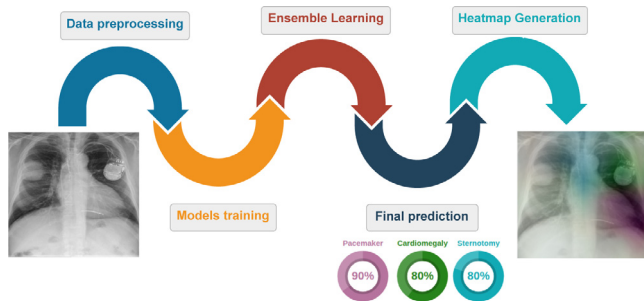 Data preprocessing
Ensemble Learning
Heatmap Generation
Models training
Final prediction
Pacemaker
Cardiomegaly
Sternotomy
90%
80%
80%